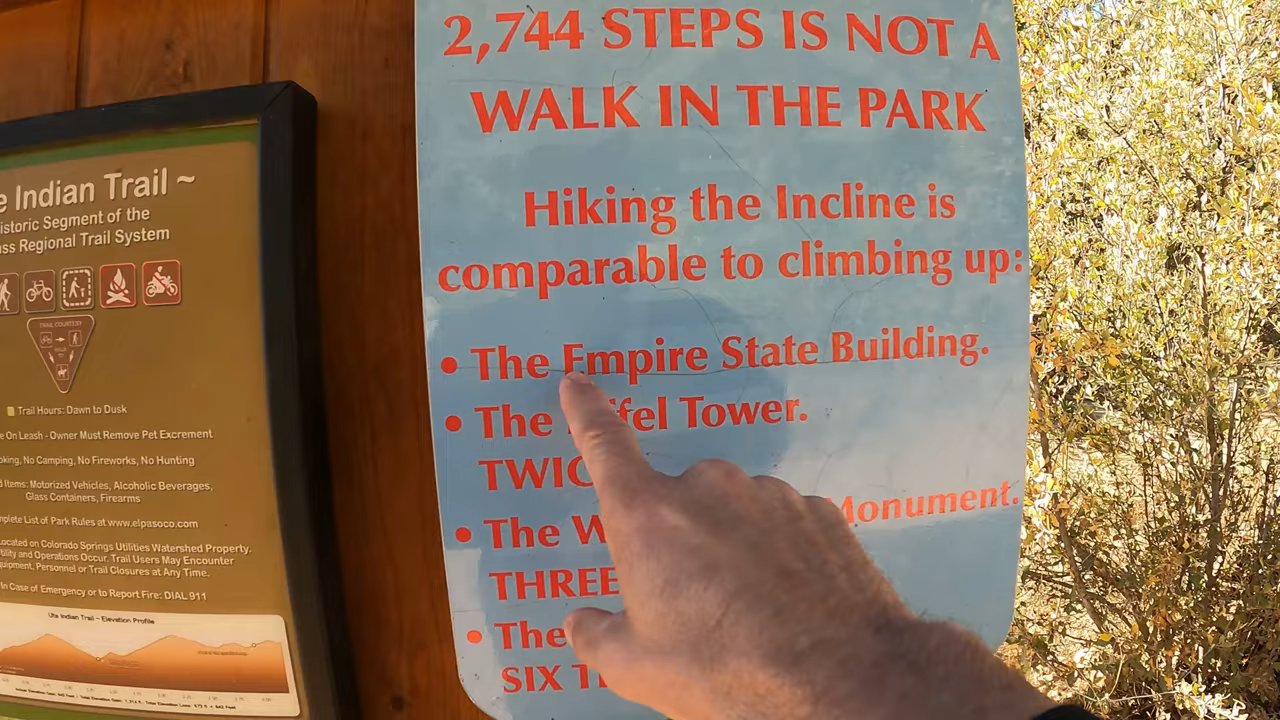 e Indian Trail ~
istoric Segment of the
ass Regional Trail System
TRAIL COURTESY
Trail Hours: Dawn to Dusk
e On Leash - Owner Must Remove Pet Excrement
oking, No Camping, No Fireworks, No Hunting
d Items: Motorized Vehicles, Alcoholic Beverages,
Glass Containers, Firearms
mplete List of Park Rules at www.elpasoco.com
Located on Colorado Springs Utilities Watershed Property.
tility and Operations Occur, Trail Users May Encounter
quipment, Personnel or Trail Closures at Any Time.
In Case of Emergency or to Report Fire: DIAL 911
Ute Indian Trail - Elevation Profile
2,744 STEPS IS NOT A
WALK IN THE PARK
Hiking the Incline is
comparable to climbing up:
• The Empire State Building.
• The ffel Tower.
TWIC
• The W Monument.
THREE
• The
SIX T